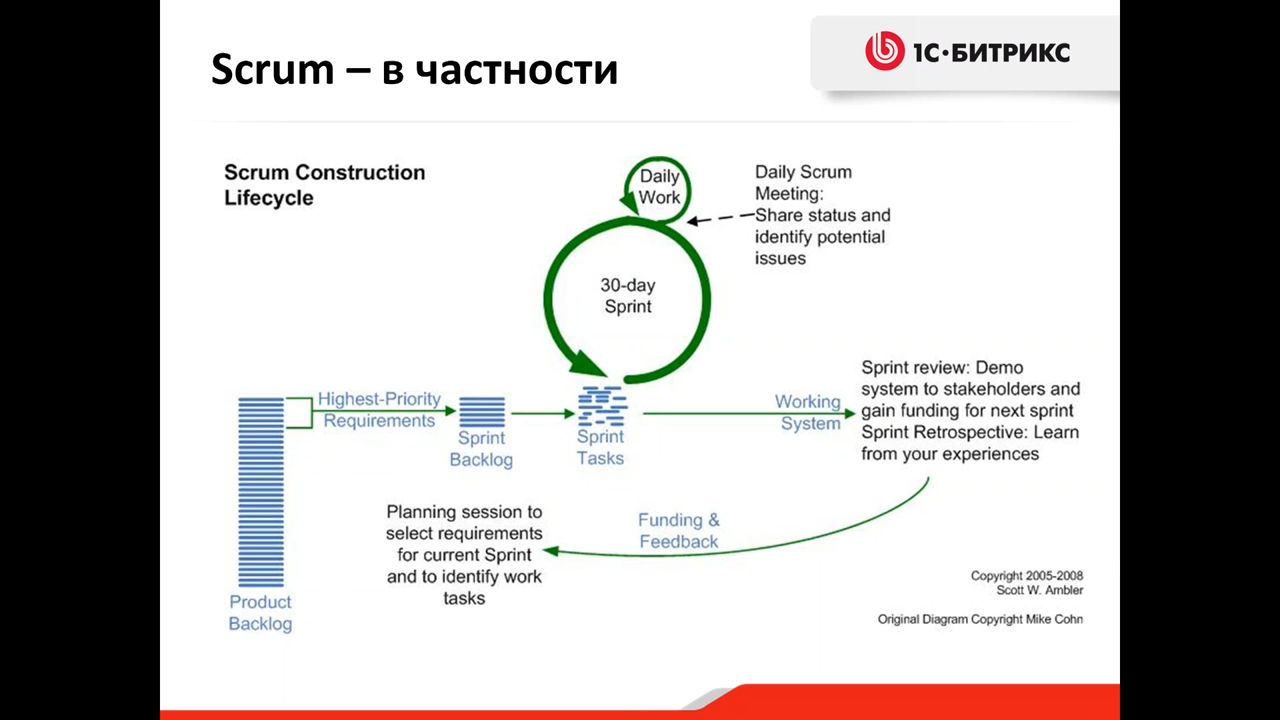 Scrum – в частности
1С·БИТРИКС
Scrum Construction
Lifecycle
Daily
Work
Daily Scrum
Meeting:
Share status and
identify potential
issues
30-day
Sprint
Highest-Priority
Requirements
Sprint
Backlog
Sprint
Tasks
Working
System
Sprint review: Demo
system to stakeholders and
gain funding for next sprint
Sprint Retrospective: Learn
from your experiences
Planning session to
select requirements
for current Sprint
and to identify work
tasks
Funding &
Feedback
Product
Backlog
Copyright 2005-2008
Scott W. Ambler
Original Diagram Copyright Mike Cohn